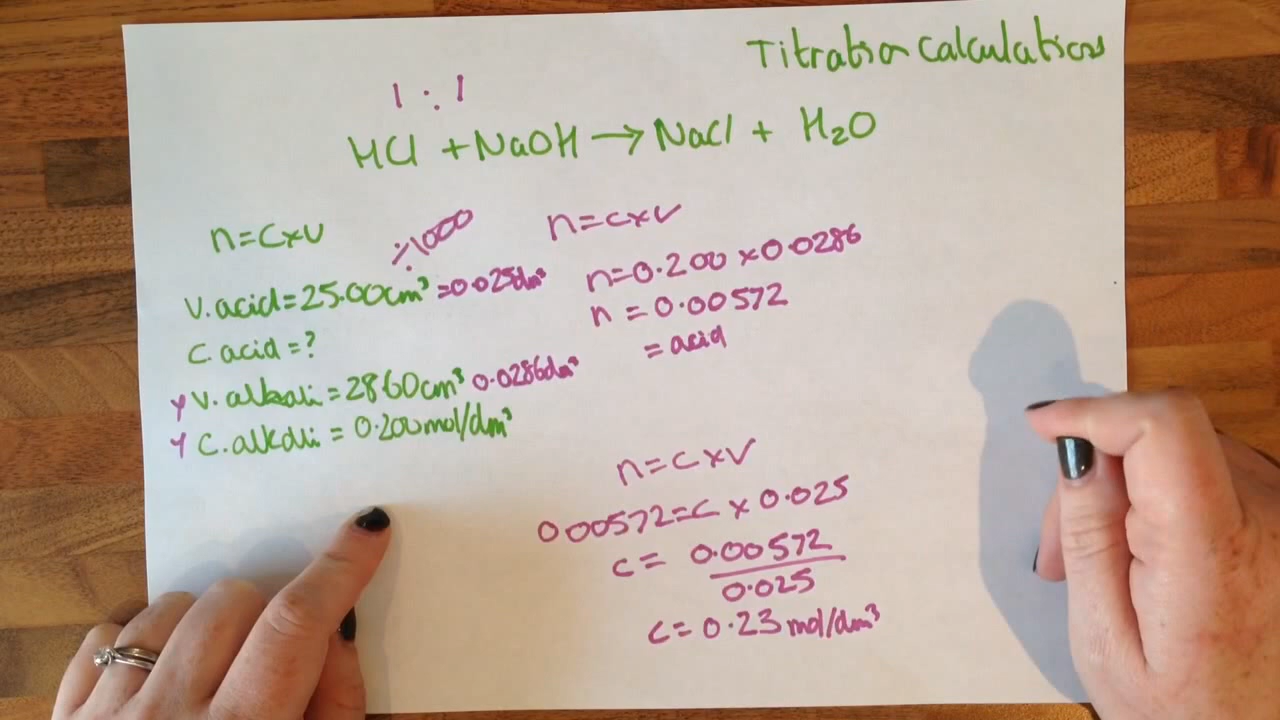 Titration Calculations
1 : 1
HCl + NaOH → NaCl + H₂O
n=c×v
÷1000
V. acid = 25.00cm³ = 0.025dm³
C. acid = ?
y V. alkali = 2860cm³ 0.0286dm³
y C. alkali = 0.200mol/dm³
n=c×v
n=0.200 × 0.0286
n = 0.00572
= acid
n=c×v
0.00572=c × 0.025
c = 0.00572
0.025
c = 0.23 mol/dm³